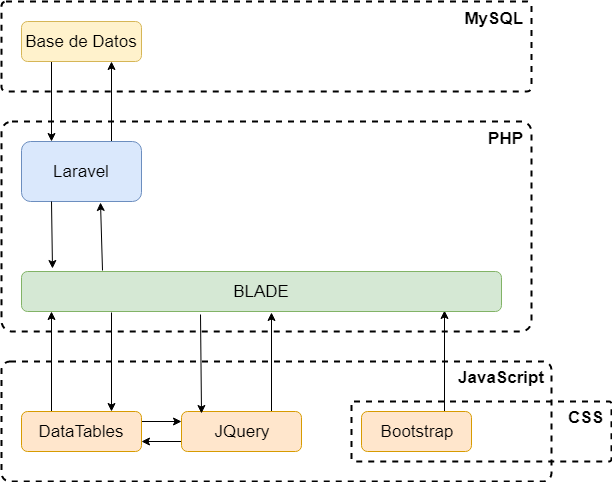 MySQL
Base de Datos
PHP
Laravel
BLADE
JavaScript
CSS
DataTables
JQuery
Bootstrap